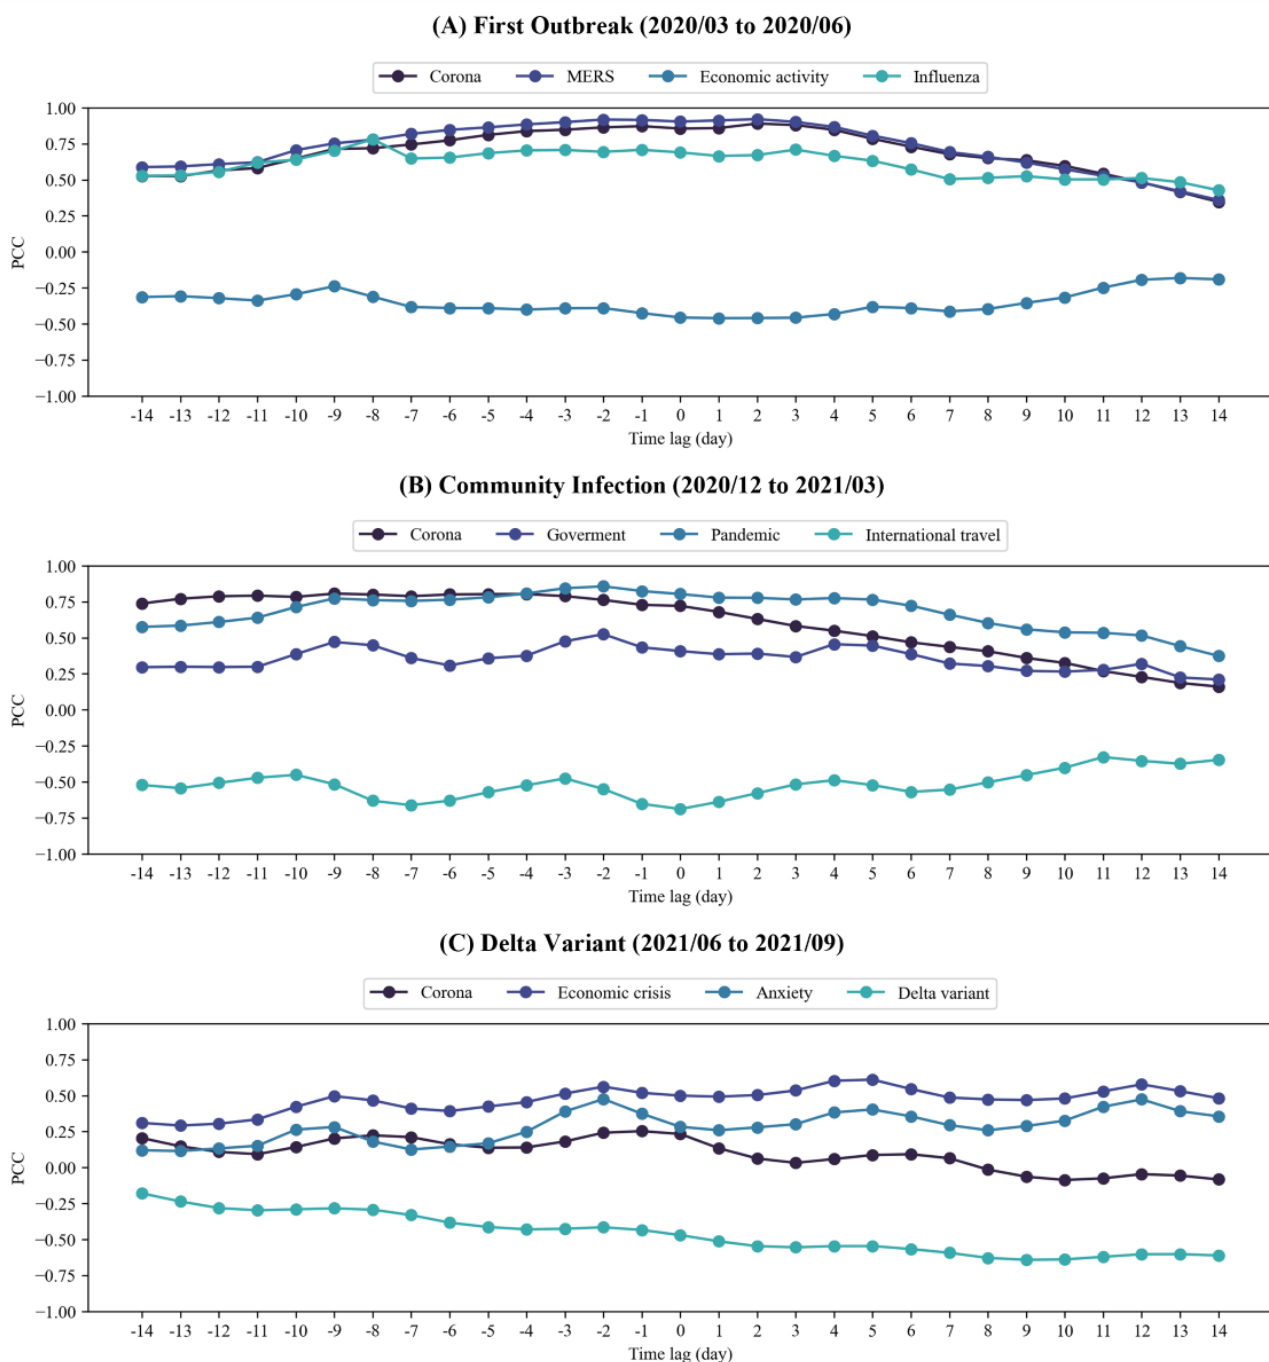 (A) First Outbreak (2020/03 to 2020/06)
Corona MERS Economic activity Influenza
1.00
0.75
0.50
0.25
0.00
−0.25
−0.50
−0.75
−1.00
PCC
-14 -13 -12 -11 -10 -9 -8 -7 -6 -5 -4 -3 -2 -1 0 1 2 3 4 5 6 7 8 9 10 11 12 13 14
Time lag (day)
(B) Community Infection (2020/12 to 2021/03)
Corona Goverment Pandemic International travel
1.00
0.75
0.50
0.25
0.00
−0.25
−0.50
−0.75
−1.00
PCC
-14 -13 -12 -11 -10 -9 -8 -7 -6 -5 -4 -3 -2 -1 0 1 2 3 4 5 6 7 8 9 10 11 12 13 14
Time lag (day)
(C) Delta Variant (2021/06 to 2021/09)
Corona Economic crisis Anxiety Delta variant
1.00
0.75
0.50
0.25
0.00
−0.25
−0.50
−0.75
−1.00
PCC
-14 -13 -12 -11 -10 -9 -8 -7 -6 -5 -4 -3 -2 -1 0 1 2 3 4 5 6 7 8 9 10 11 12 13 14
Time lag (day)